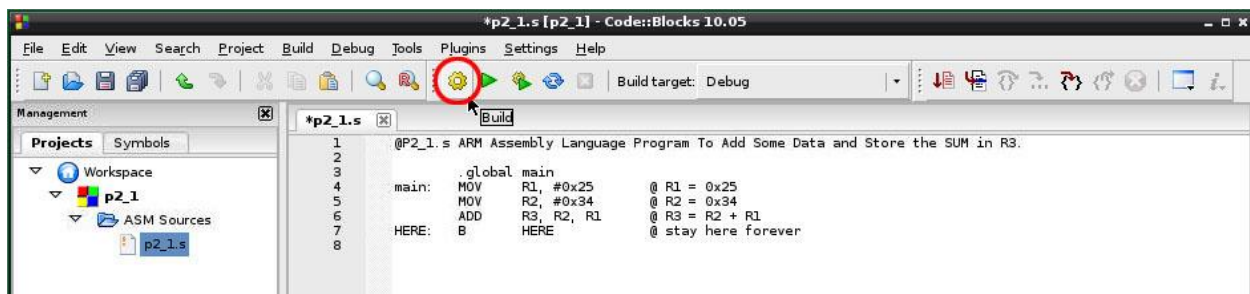 *p2_1.s [p2_1] - Code::Blocks 10.05
File Edit View Search Project Build Debug Tools Plugins Settings Help
Build target: Debug
Management
*p2_1.s
Build
Projects Symbols
Workspace
p2_1
ASM Sources
p2_1.s
1 @P2_1.s ARM Assembly Language Program To Add Some Data and Store the SUM in R3.
2
3 .global main
4 main: MOV R1, #0x25 @ R1 = 0x25
5 MOV R2, #0x34 @ R2 = 0x34
6 ADD R3, R2, R1 @ R3 = R2 + R1
7 HERE: B HERE @ stay here forever
8